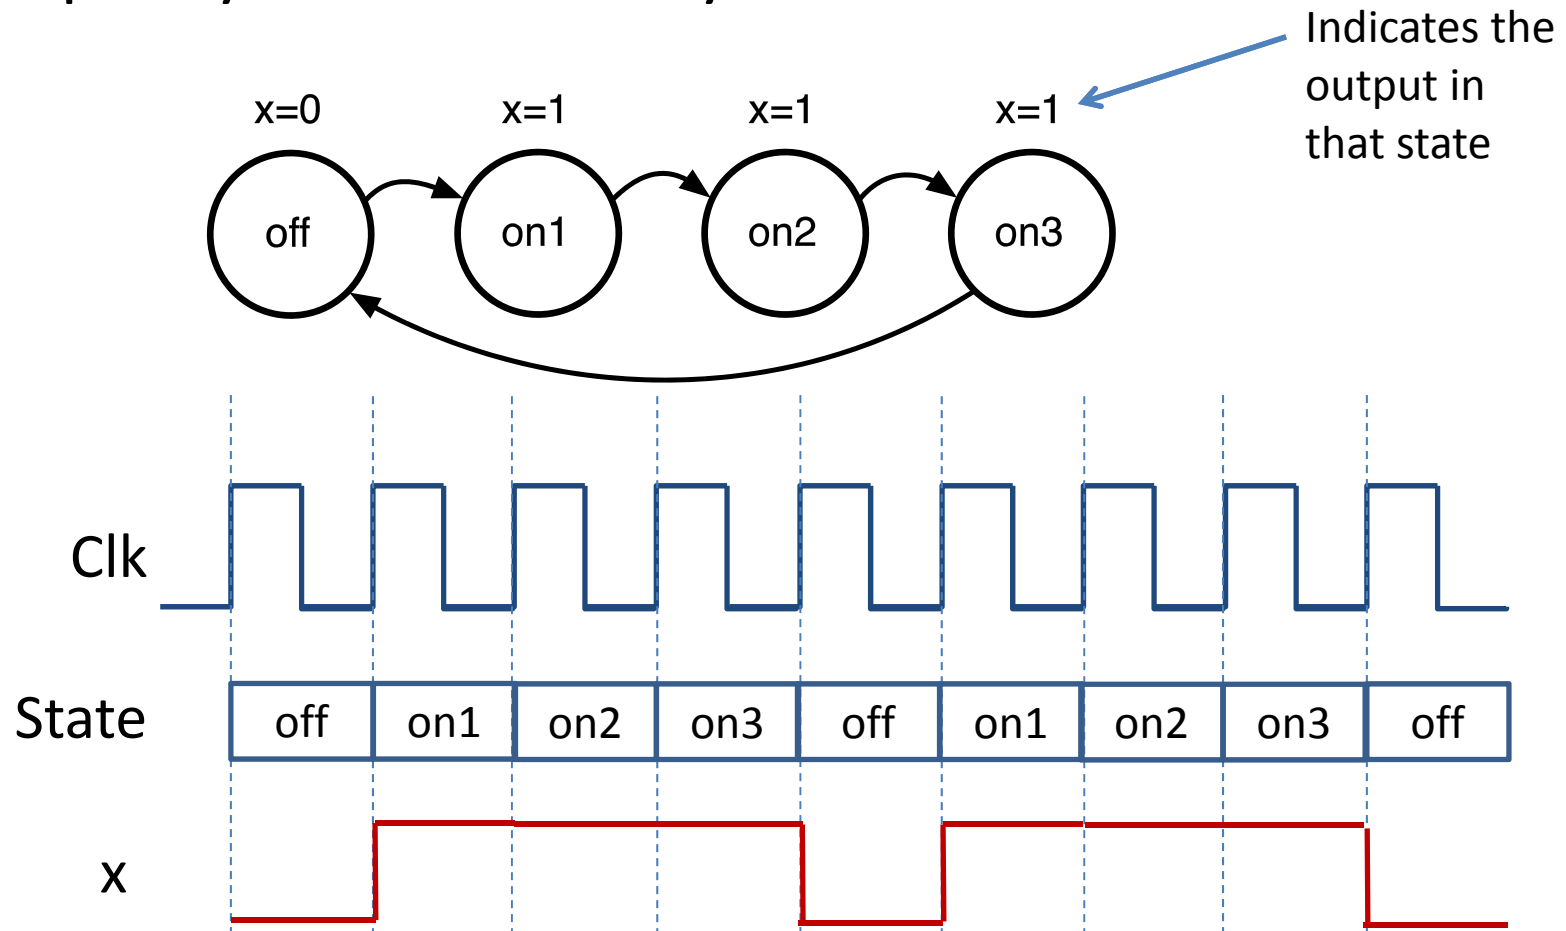 Indicates the
output in
that state
x=0 x=1 x=1 x=1
off on1 on2 on3
Clk
State off on1 on2 on3 off on1 on2 on3 off
x